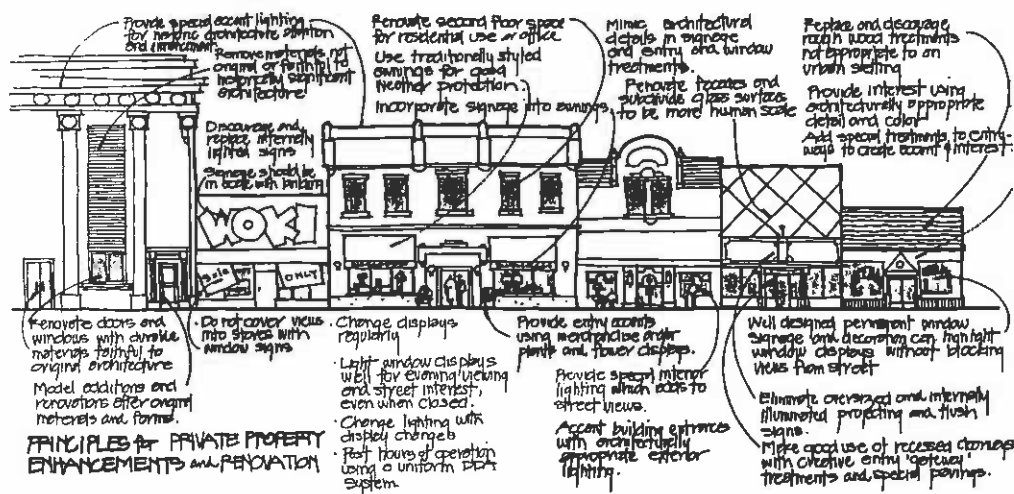 Provide special accent lighting
for historic architecture addition
and improvement
Remove materials not
original or faithful to
historically significant
architecture
Discourage and
replace internally
lighted signs
Signage should be
in scale with building
Renovate second floor space
for residential use or office
Use traditionally styled
awnings for good
weather protection.
Incorporate signage into awnings
Mimic architectural
details in signage
and entry and window
treatments.
Renovate facades and
subdivide glass surfaces
to be more human scale
Replace and discourage
rough wood treatments
not appropriate to an
urban setting
Provide interest using
architecturally appropriate
detail and color
Add special treatments to entry-
ways to create accent & interest.
WOK!
Sale
ONLY
Renovate doors and
windows with durable
materials faithful to
original architecture
Model additions and
renovations after original
materials and forms.
• Do not cover views
into stores with
window signs
• Change displays
regularly
• Light window displays
well for evening viewing
and street interest,
even when closed.
• Change lighting with
display changes
• Post hours of operation
using a uniform
system.
Provide entry accents
using merchandise and/or
plants and flower displays.
Provide special interior
lighting which adds to
street views.
Accent building entrances
with architecturally
appropriate exterior
lighting.
Well designed permanent window
signage and decoration can highlight
window displays without blocking
views from street
Eliminate oversized and internally
illuminated projecting and flush
signs.
Make good use of recessed doorways
with creative entry 'gateway'
treatments and special pavings.
PRINCIPLES for PRIVATE PROPERTY
ENHANCEMENTS and RENOVATION